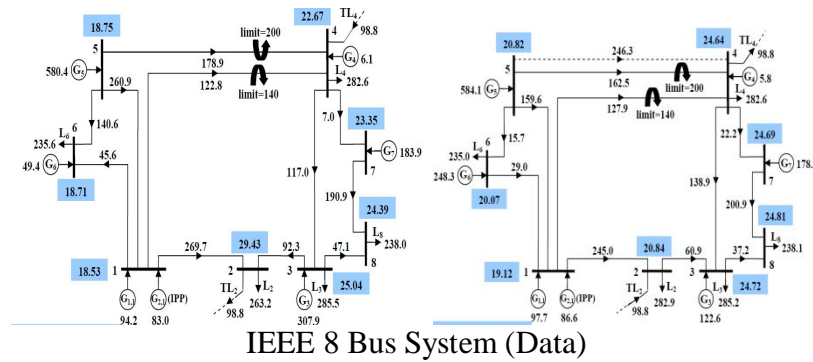 18.75
22.67
TL4
98.8
5
4
limit=200
G4
6.1
580.4
G5
260.9
178.9
L4
122.8
282.6
limit=140
140.6
7.0
23.35
L6
6
235.6
45.6
G7
183.9
49.4
G6
117.0
7
18.71
190.9
24.39
269.7
29.43
L8
92.3
47.1
238.0
18.53
1
2
3
8
G1,1
G2,1 (IPP)
TL2
L2
L3
25.04
G3
285.5
98.8
263.2
94.2
83.0
307.9
20.82
24.64
TL4
98.8
246.3
5
4
G4
5.8
584.1
G5
162.5
limit=200
L4
159.6
127.9
282.6
limit=140
15.7
22.2
24.69
L6
6
235.0
29.0
G7
178.
248.3
G6
138.9
7
20.07
200.9
24.81
245.0
20.84
L8
60.9
37.2
238.1
19.12
1
2
3
8
G1,1
G2,1 (IPP)
TL2
L2
L3
24.72
G3
285.2
98.8
282.9
97.7
86.6
122.6
IEEE 8 Bus System (Data)